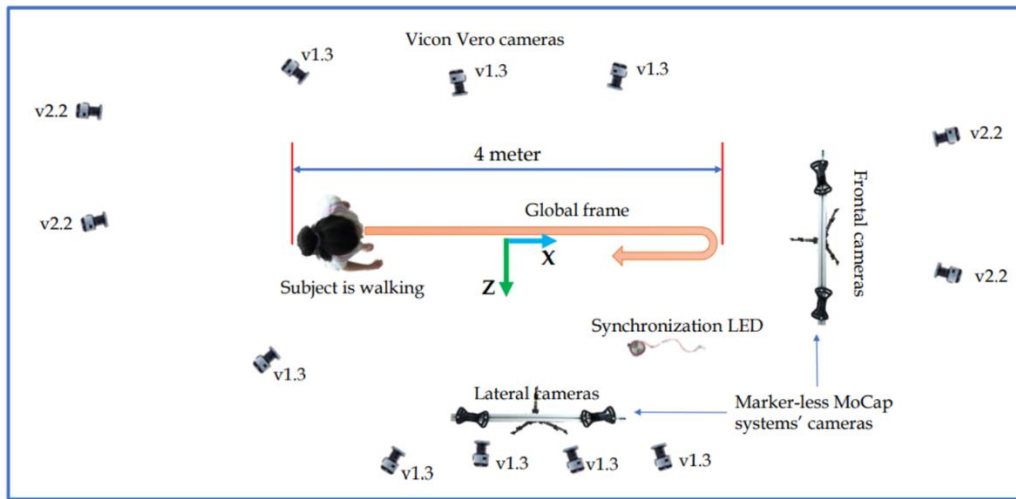 Vicon Vero cameras
v1.3
v1.3
v1.3
v2.2
v2.2
4 meter
Frontal cameras
v2.2
Global frame
X
Z
Subject is walking
v2.2
Synchronization LED
v1.3
Lateral cameras
Marker-less MoCap
systems' cameras
v1.3
v1.3
v1.3
v1.3